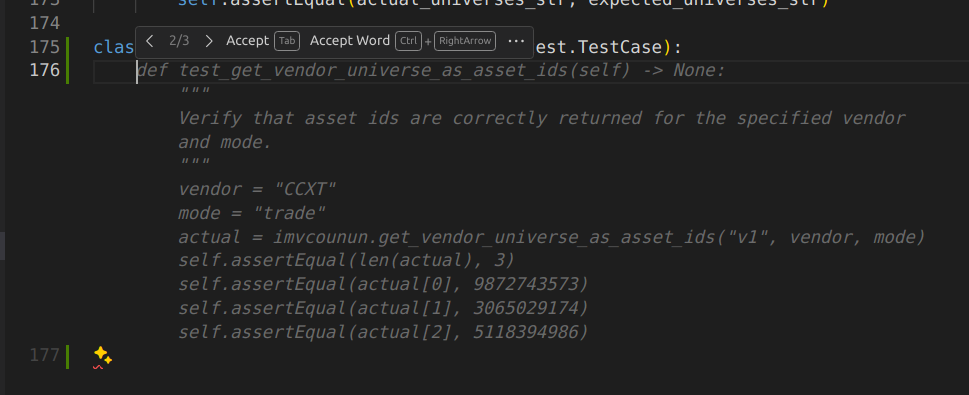 173 self.assertEqual(actual_universes_str, expected_universes_str)
174
175 clas 2/3 Accept Tab Accept Word Ctrl + RightArrow ··· est.TestCase):
176 def test_get_vendor_universe_as_asset_ids(self) -> None:
"""
Verify that asset ids are correctly returned for the specified vendor
and mode.
"""
vendor = "CCXT"
mode = "trade"
actual = imvcounun.get_vendor_universe_as_asset_ids("v1", vendor, mode)
self.assertEqual(len(actual), 3)
self.assertEqual(actual[0], 9872743573)
self.assertEqual(actual[1], 3065029174)
self.assertEqual(actual[2], 5118394986)
177